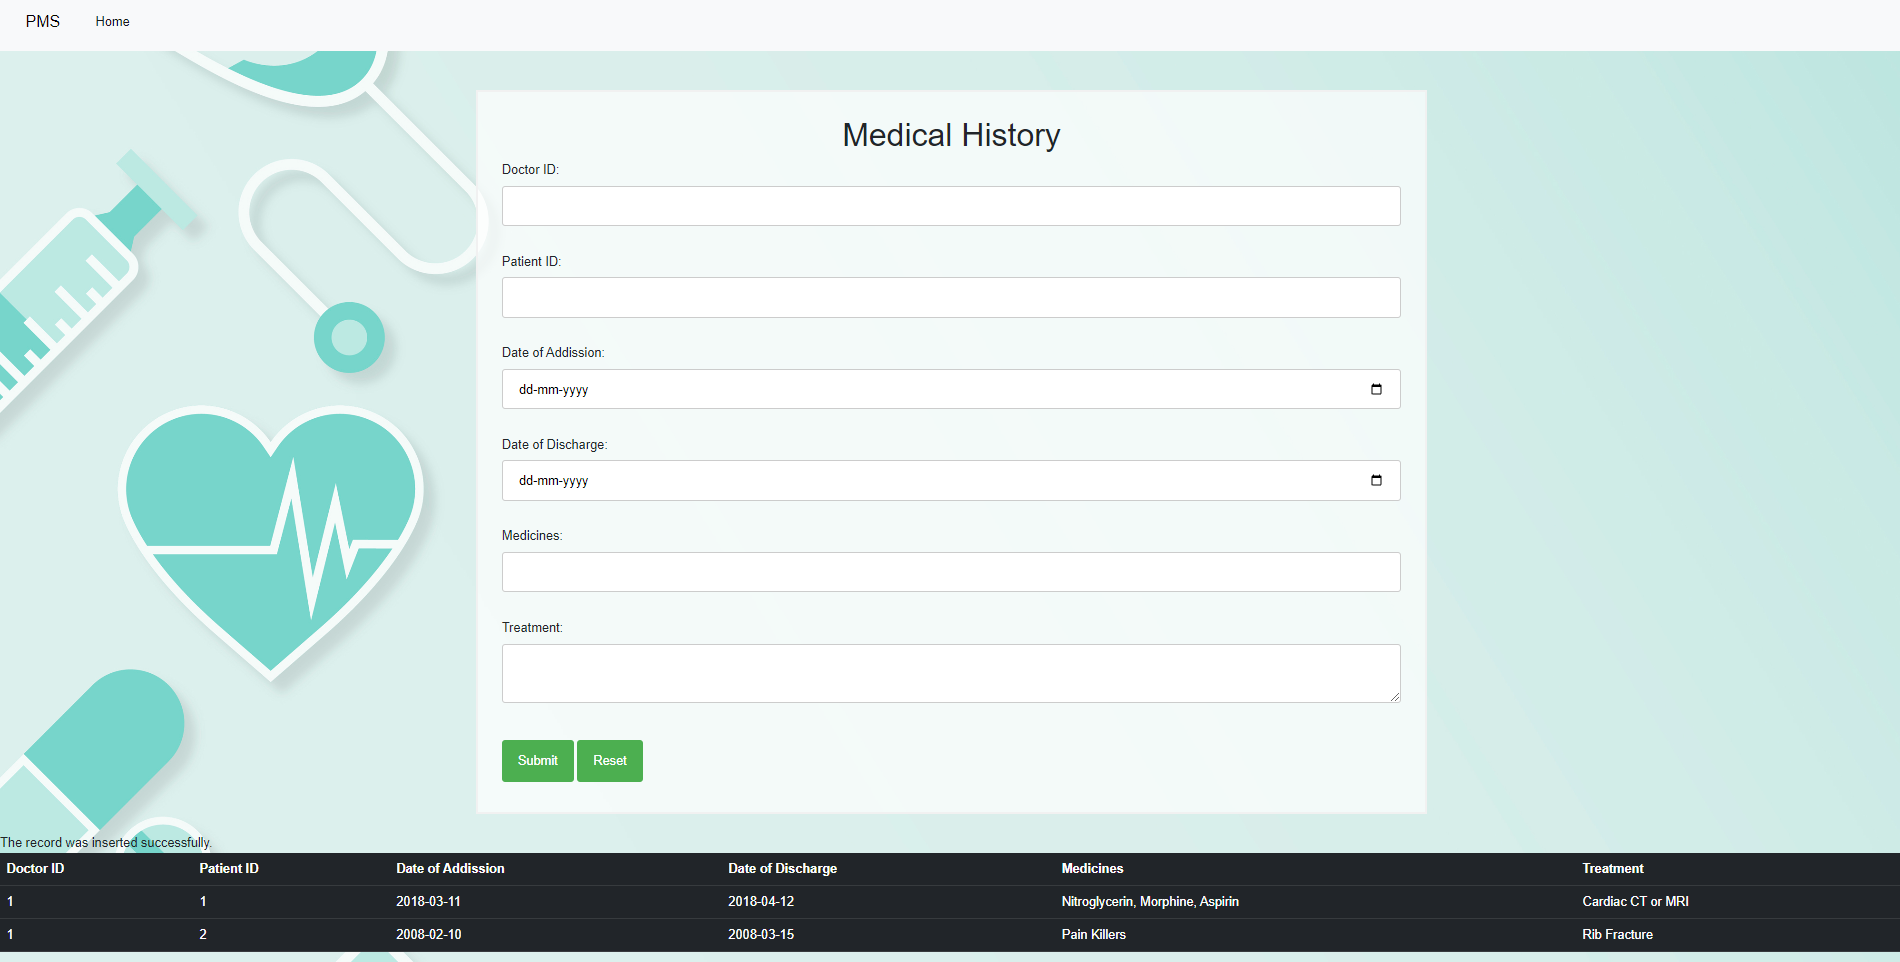 PMS Home
Medical History
Doctor ID:
Patient ID:
Date of Addission:
dd-mm-yyyy
Date of Discharge:
dd-mm-yyyy
Medicines:
Treatment:
Submit Reset
The record was inserted successfully.
Doctor ID Patient ID Date of Addission Date of Discharge Medicines Treatment
1 1 2018-03-11 2018-04-12 Nitroglycerin, Morphine, Aspirin Cardiac CT or MRI
1 2 2008-02-10 2008-03-15 Pain Killers Rib Fracture